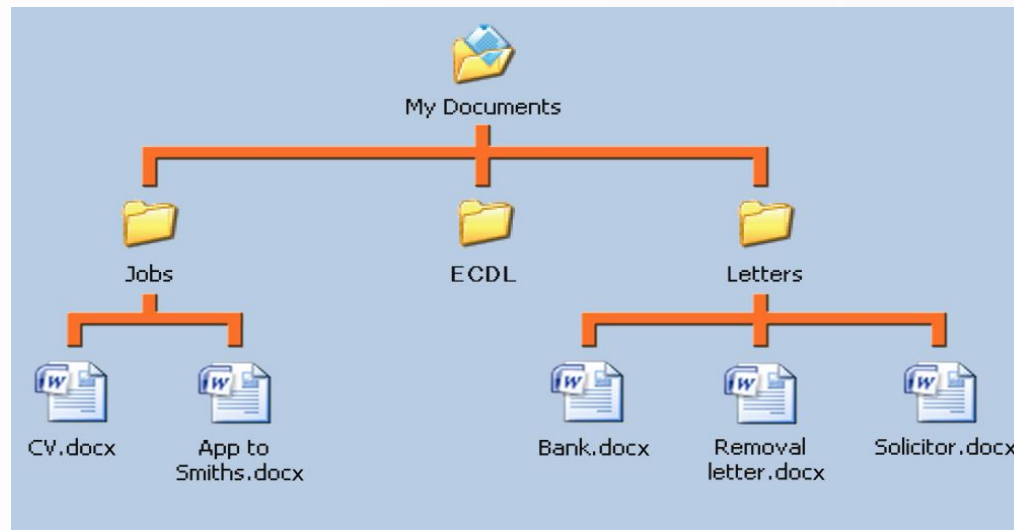 My Documents
Jobs
ECDL
Letters
CV.docx
App to
Smiths.docx
Bank.docx
Removal
letter.docx
Solicitor.docx